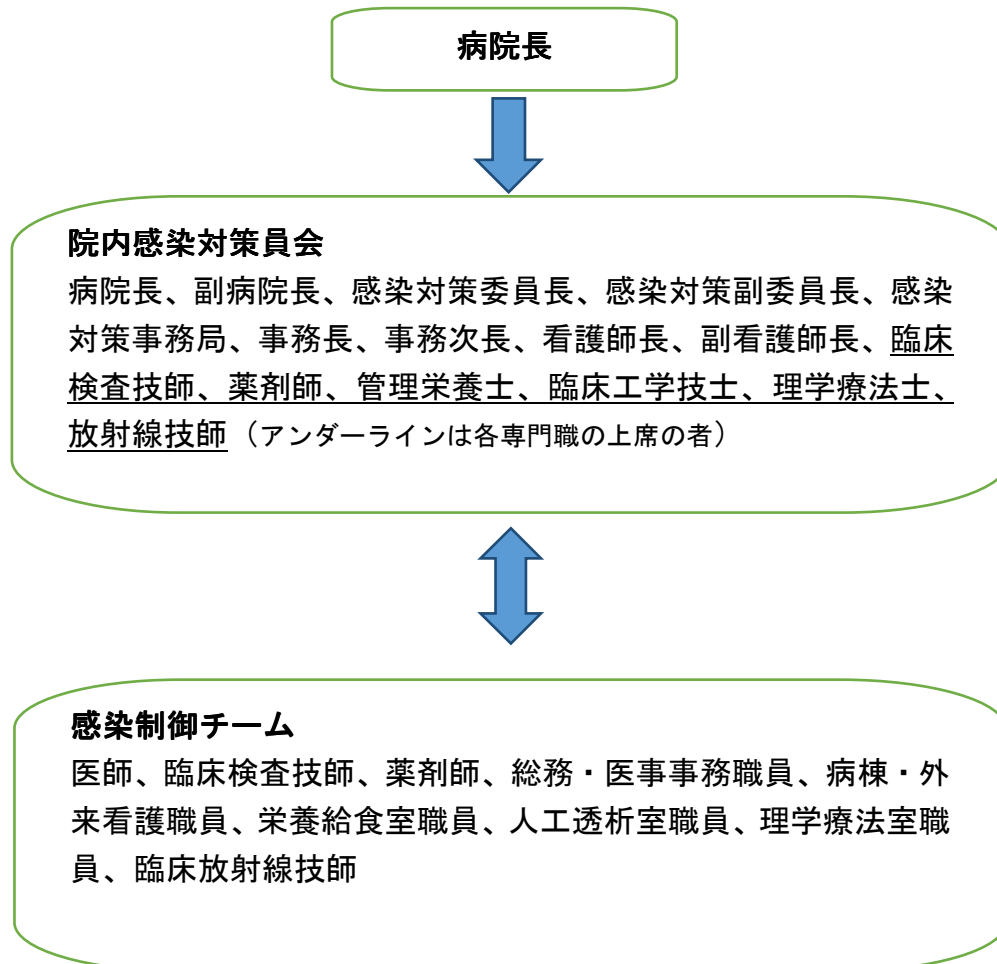 病院長
院内感染対策員会
病院長、副病院長、感染対策委員長、感染対策副委員長、感染
対策事務局、事務長、事務次長、看護師長、副看護師長、臨床
検査技師、薬剤師、管理栄養士、臨床工学技士、理学療法士、
放射線技師（アンダーラインは各専門職の上席の者）
感染制御チーム
医師、臨床検査技師、薬剤師、総務・医事事務職員、病棟・外
来看護職員、栄養給食室職員、人工透析室職員、理学療法室職
員、臨床放射線技師